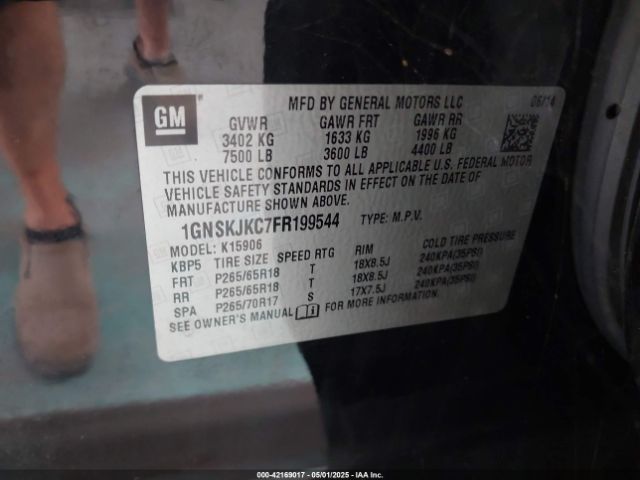 GM
MFD BY GENERAL MOTORS LLC 06/14
GVWR GAWR FRT GAWR RR
3402 KG 1633 KG 1996 KG
7500 LB 3600 LB 4400 LB
THIS VEHICLE CONFORMS TO ALL APPLICABLE U.S. FEDERAL MOTOR
VEHICLE SAFETY STANDARDS IN EFFECT ON THE DATE OF
MANUFACTURE SHOWN ABOVE.
1GNSKJKC7FR199544 TYPE: M.P.V.
MODEL: K15906
KBP5 TIRE SIZE SPEED RTG RIM COLD TIRE PRESSURE
FRT P265/65R18 T 18X8.5J 240KPA(35PSI)
RR P265/65R18 T 18X8.5J 240KPA(35PSI)
SPA P265/70R17 S 17X7.5J 240KPA(35PSI)
SEE OWNER'S MANUAL FOR MORE INFORMATION.
000-42169017 - 05/01/2025 - IAA Inc.